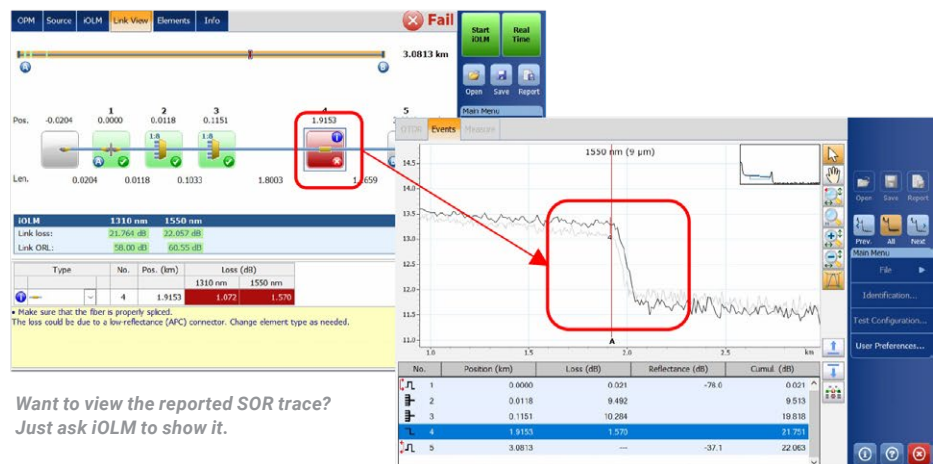 OPM Source iOLM Link View Elements Info
Fail
Start iOLM
Real Time
3.0813 km
A
B
Open Save Report
Main Menu
1 2 3 4 5
Pos. -0.0204 0.0000 0.0118 0.1151 1.9153
1:8 1:8
A
Len. 0.0204 0.0118 0.1033 1.8003
iOLM 1310 nm 1550 nm
Link loss: 21.764 dB 22.057 dB
Link ORL: 58.00 dB 60.55 dB
Type No. Pos. (km) Loss (dB)
1310 nm 1550 nm
4 1.9153 1.072 1.570
• Make sure that the fiber is properly spliced.
The loss could be due to a low-reflectance (APC) connector. Change element type as needed.
OTDR Events Measure
1550 nm (9 µm)
14.5
14.0
13.5
13.0
12.5
12.0
11.5
11.0
4
A
1.0 1.5 2.0 2.5 km
No. Position (km) Loss (dB) Reflectance (dB) Cumul. (dB)
1 0.0000 0.021 -76.0 0.021
2 0.0118 9.492 9.513
3 0.1151 10.284 19.818
4 1.9153 1.570 21.751
5 3.0813 --- -37.1 22.063
Open Save Report
Prev. All Next
Main Menu
File
Identification...
Test Configuration...
User Preferences...
Want to view the reported SOR trace?
Just ask iOLM to show it.